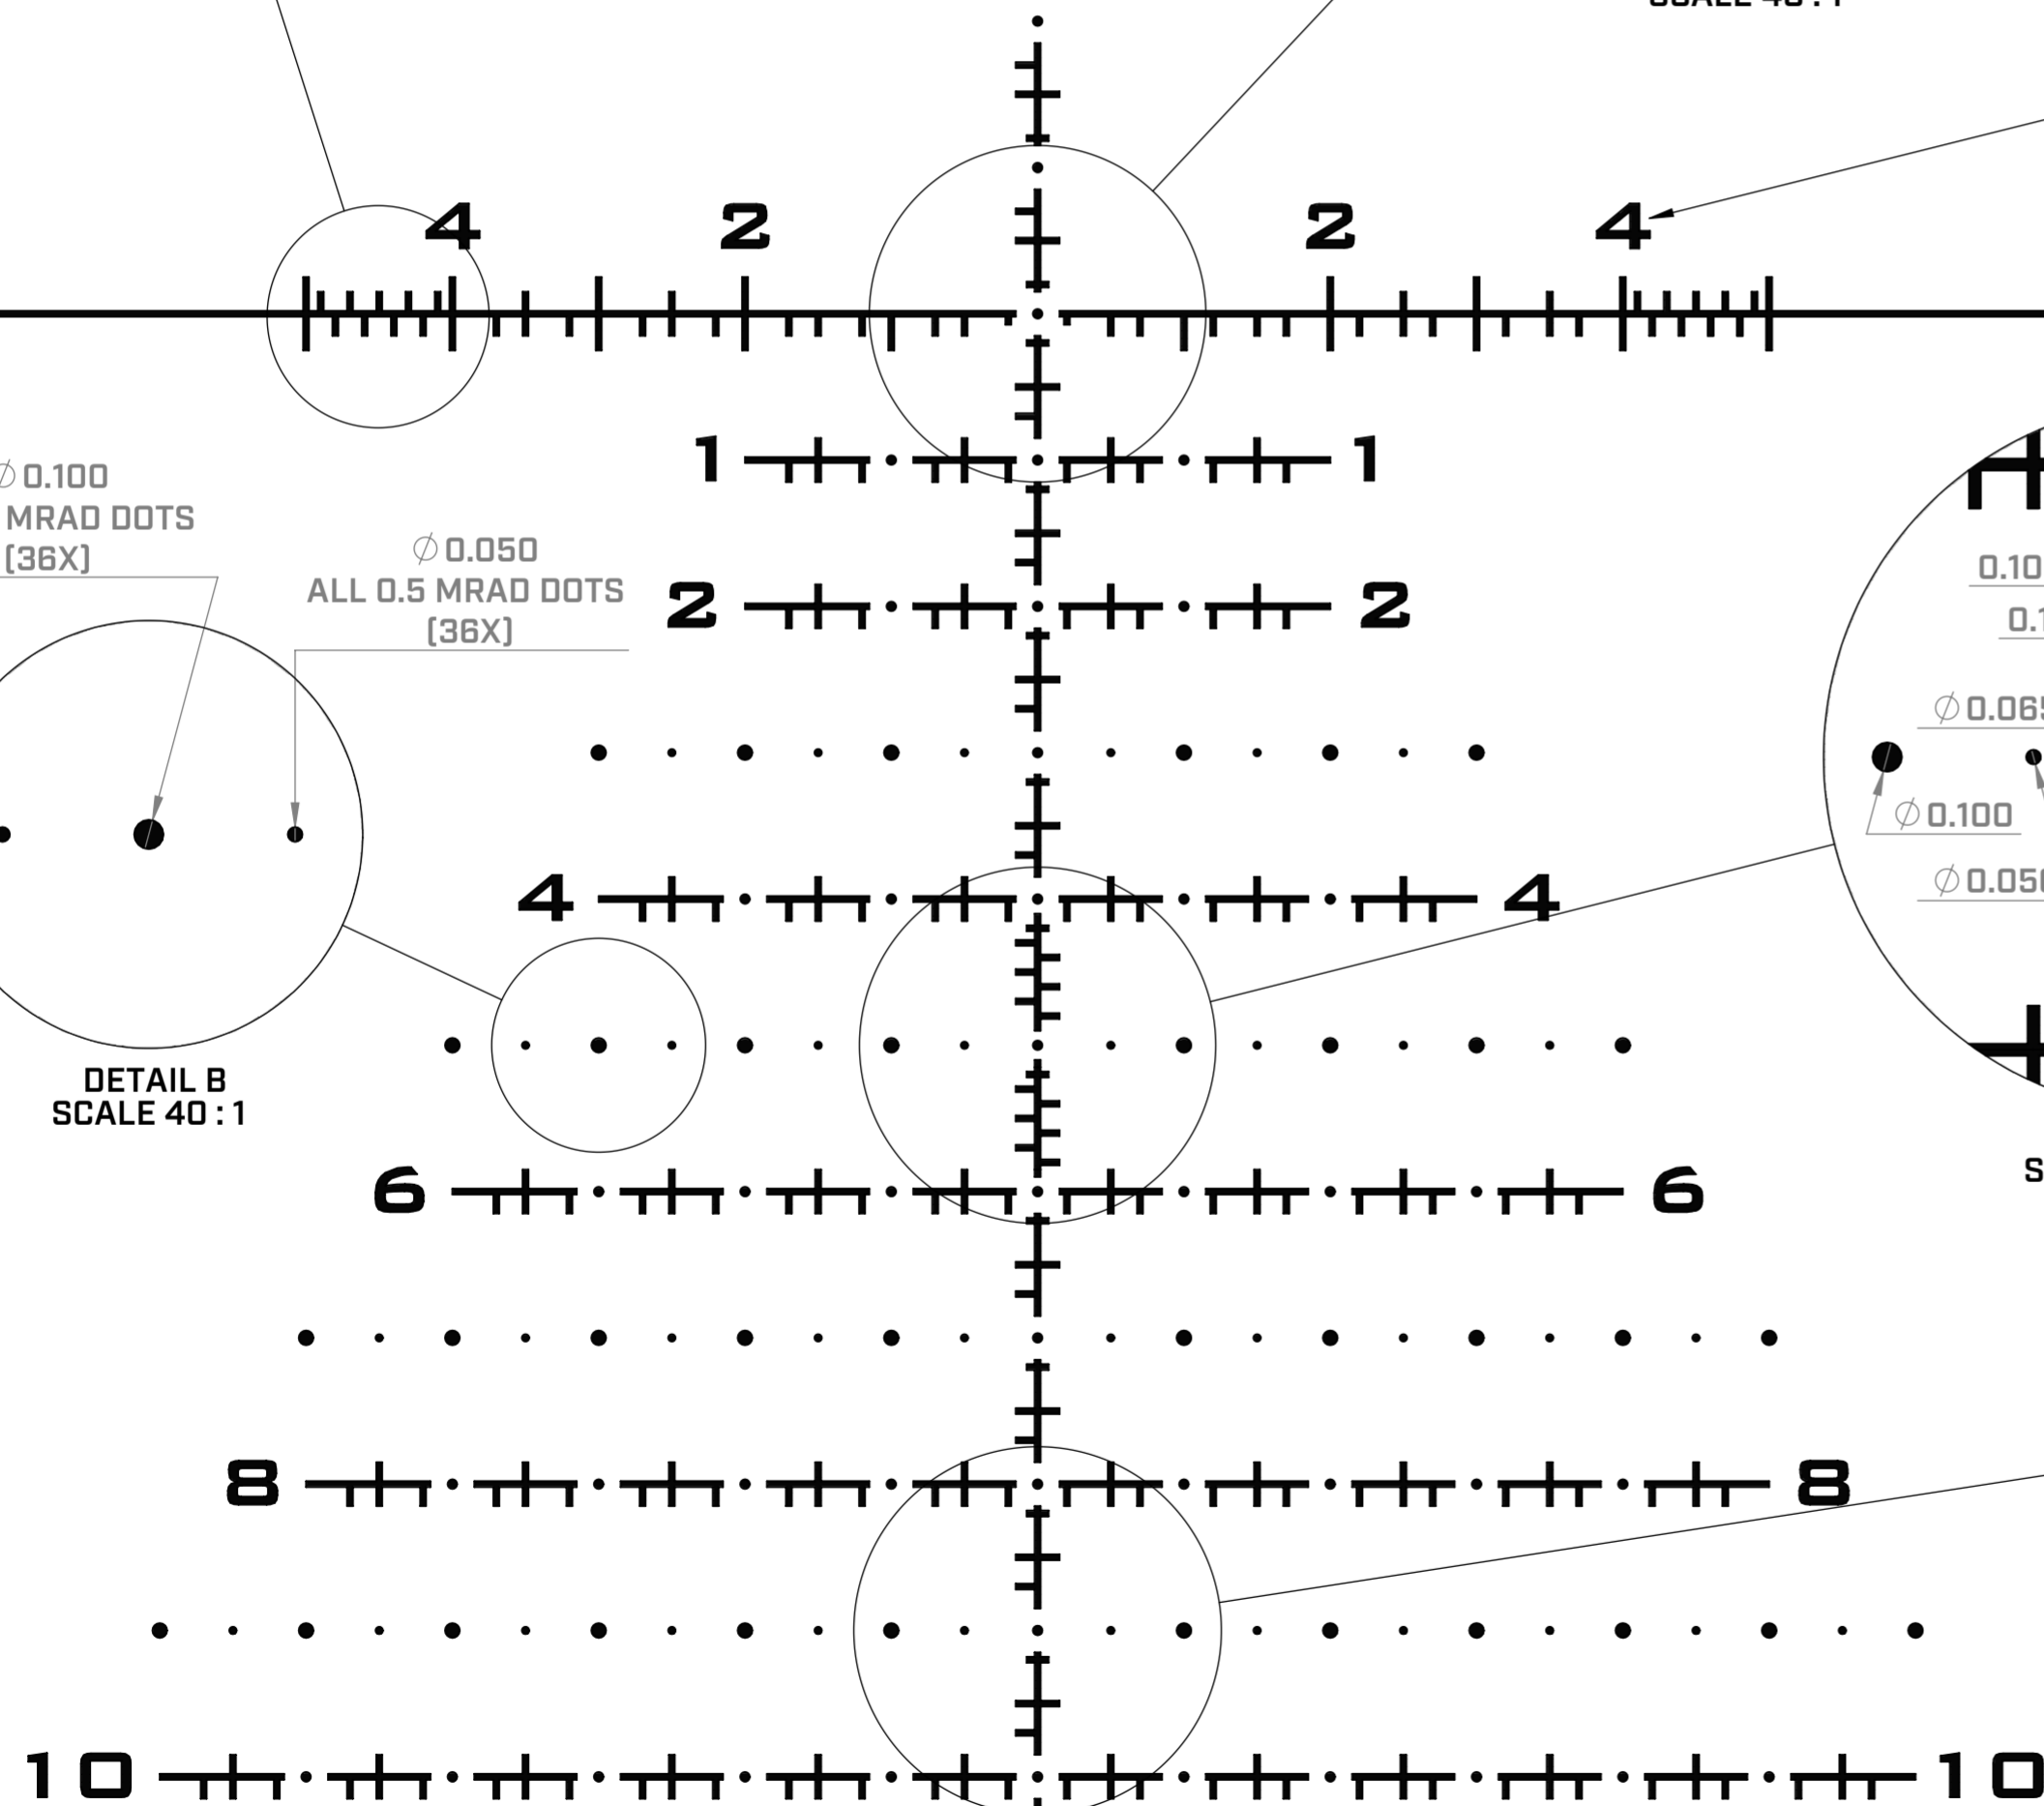 4 2 2 4
1 1
Ø 0.100
MRAD DOTS
(36X)
Ø 0.050
ALL 0.5 MRAD DOTS
(36X)
2 2
Ø 0.100
4 4
DETAIL B
SCALE 40 : 1
6 6
8 8
10 10